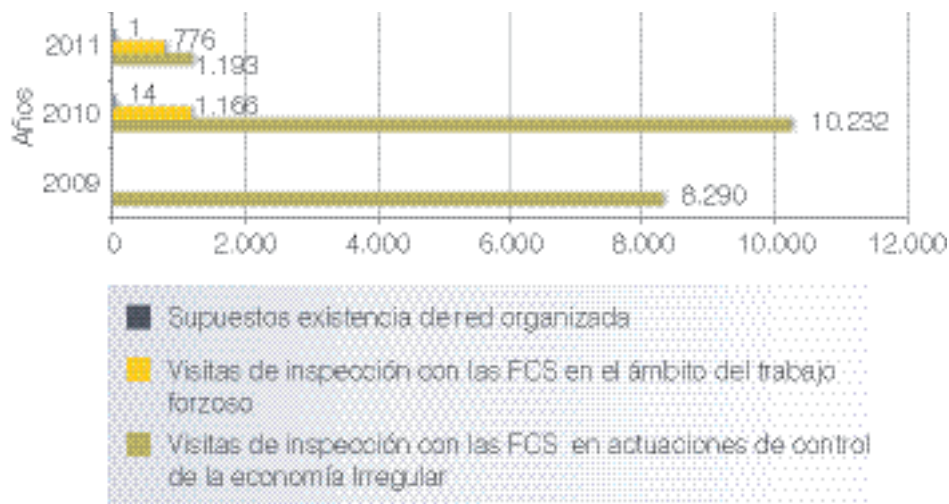 1
2011
776
1.193
14
2010
1.166
10.232
Años
2009
8.290
0 2.000 4.000 6.000 8.000 10.000 12.000
Supuestos existencia de red organizada
Visitas de inspección con las FCS en el ámbito del trabajo
forzoso
Visitas de inspección con las FCS en actuaciones de control
de la economía Irregular